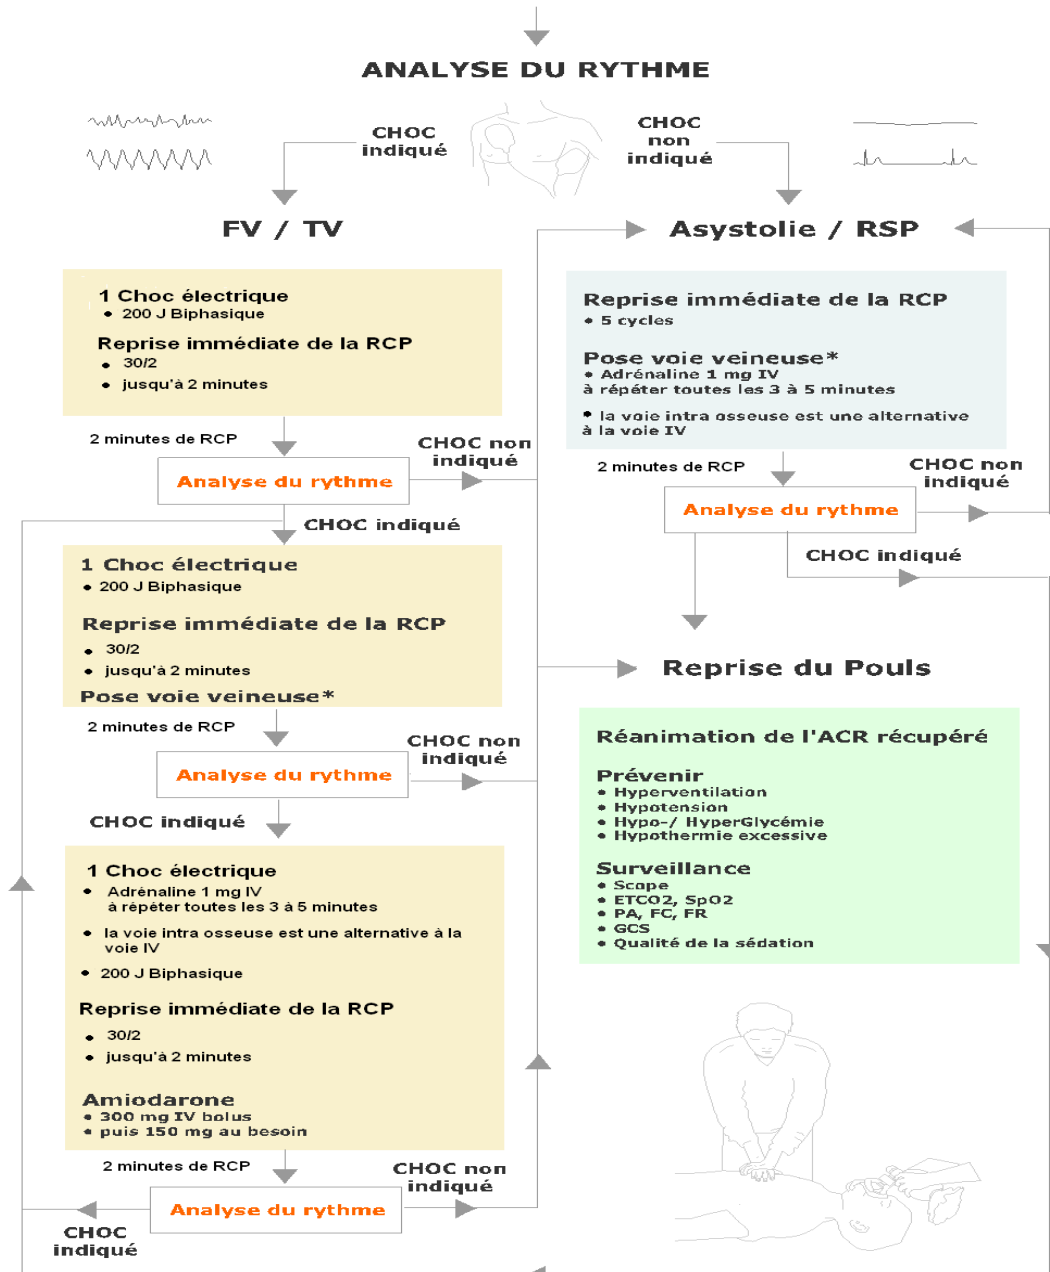 ANALYSE DU RYTHME
CHOC
indiqué
CHOC
non
indiqué
FV / TV
1 Choc électrique
• 200 J Biphasique
Reprise immédiate de la RCP
• 30/2
• jusqu'à 2 minutes
2 minutes de RCP
CHOC non
indiqué
Analyse du rythme
CHOC indiqué
1 Choc électrique
• 200 J Biphasique
Reprise immédiate de la RCP
• 30/2
• jusqu'à 2 minutes
Pose voie veineuse*
2 minutes de RCP
CHOC non
indiqué
Analyse du rythme
CHOC indiqué
1 Choc électrique
• Adrénaline 1 mg IV
à répéter toutes les 3 à 5 minutes
• la voie intra osseuse est une alternative à la
voie IV
• 200 J Biphasique
Reprise immédiate de la RCP
• 30/2
• jusqu'à 2 minutes
Amiodarone
• 300 mg IV bolus
• puis 150 mg au besoin
2 minutes de RCP
CHOC non
indiqué
Analyse du rythme
CHOC
indiqué
Asystolie / RSP
Reprise immédiate de la RCP
• 5 cycles
Pose voie veineuse*
• Adrénaline 1 mg IV
à répéter toutes les 3 à 5 minutes
• la voie intra osseuse est une alternative
à la voie IV
2 minutes de RCP
CHOC non
indiqué
Analyse du rythme
CHOC indiqué
Reprise du Pouls
Réanimation de l'ACR récupéré
Prévenir
• Hyperventilation
• Hypotension
• Hypo-/ HyperGlycémie
• Hypothermie excessive
Surveillance
• Scope
• ETCO2, SpO2
• PA, FC, FR
• GCS
• Qualité de la sédation